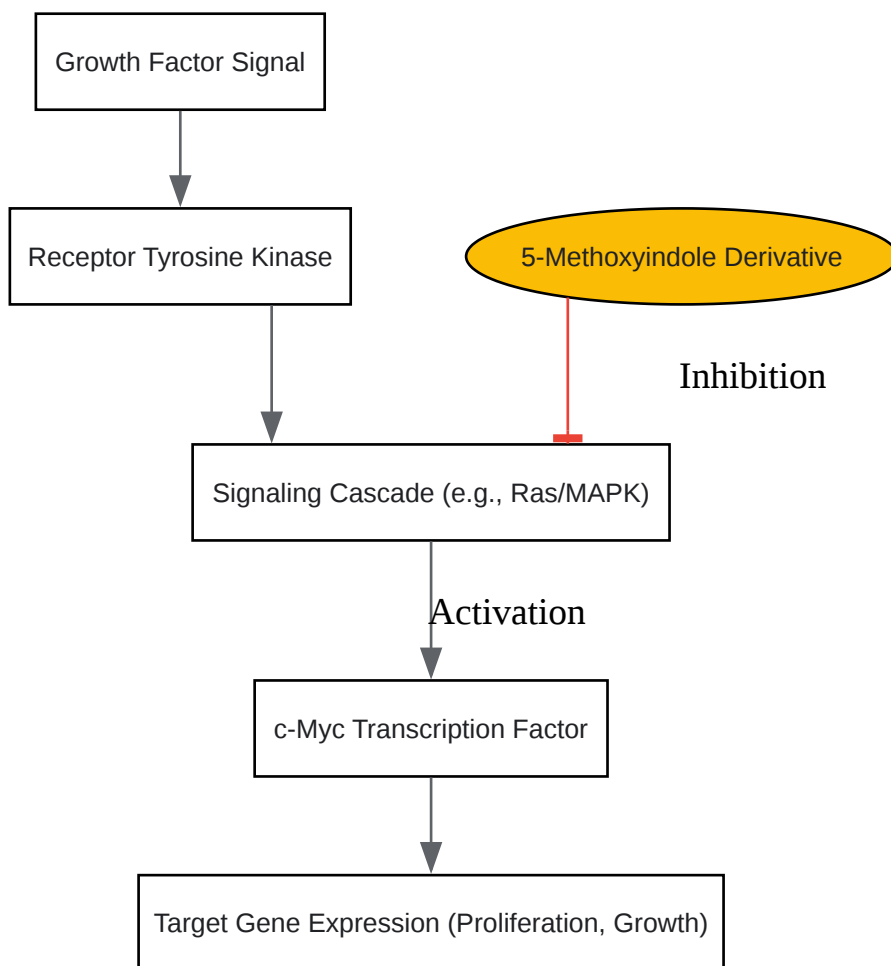 Growth Factor Signal
Receptor Tyrosine Kinase
5-Methoxyindole Derivative
Inhibition
Signaling Cascade (e.g., Ras/MAPK)
Activation
c-Myc Transcription Factor
Target Gene Expression (Proliferation, Growth)